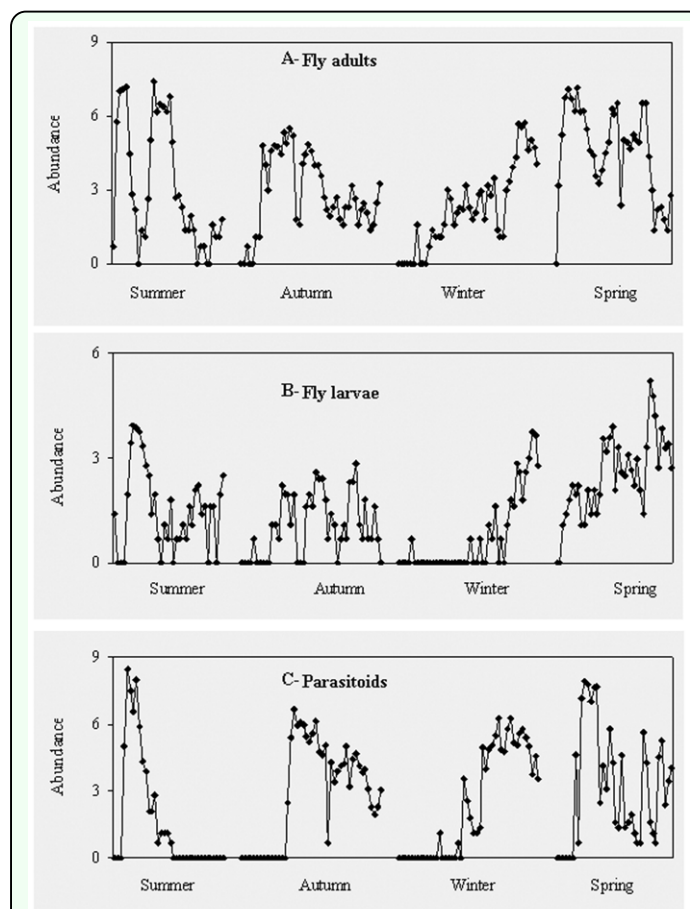 A- Fly adults
9
6
3
0
Abundance
Summer Autumn Winter Spring
B- Fly larvae
6
3
0
Abundance
Summer Autumn Winter Spring
C- Parasitoids
9
6
3
0
Abundance
Summer Autumn Winter Spring